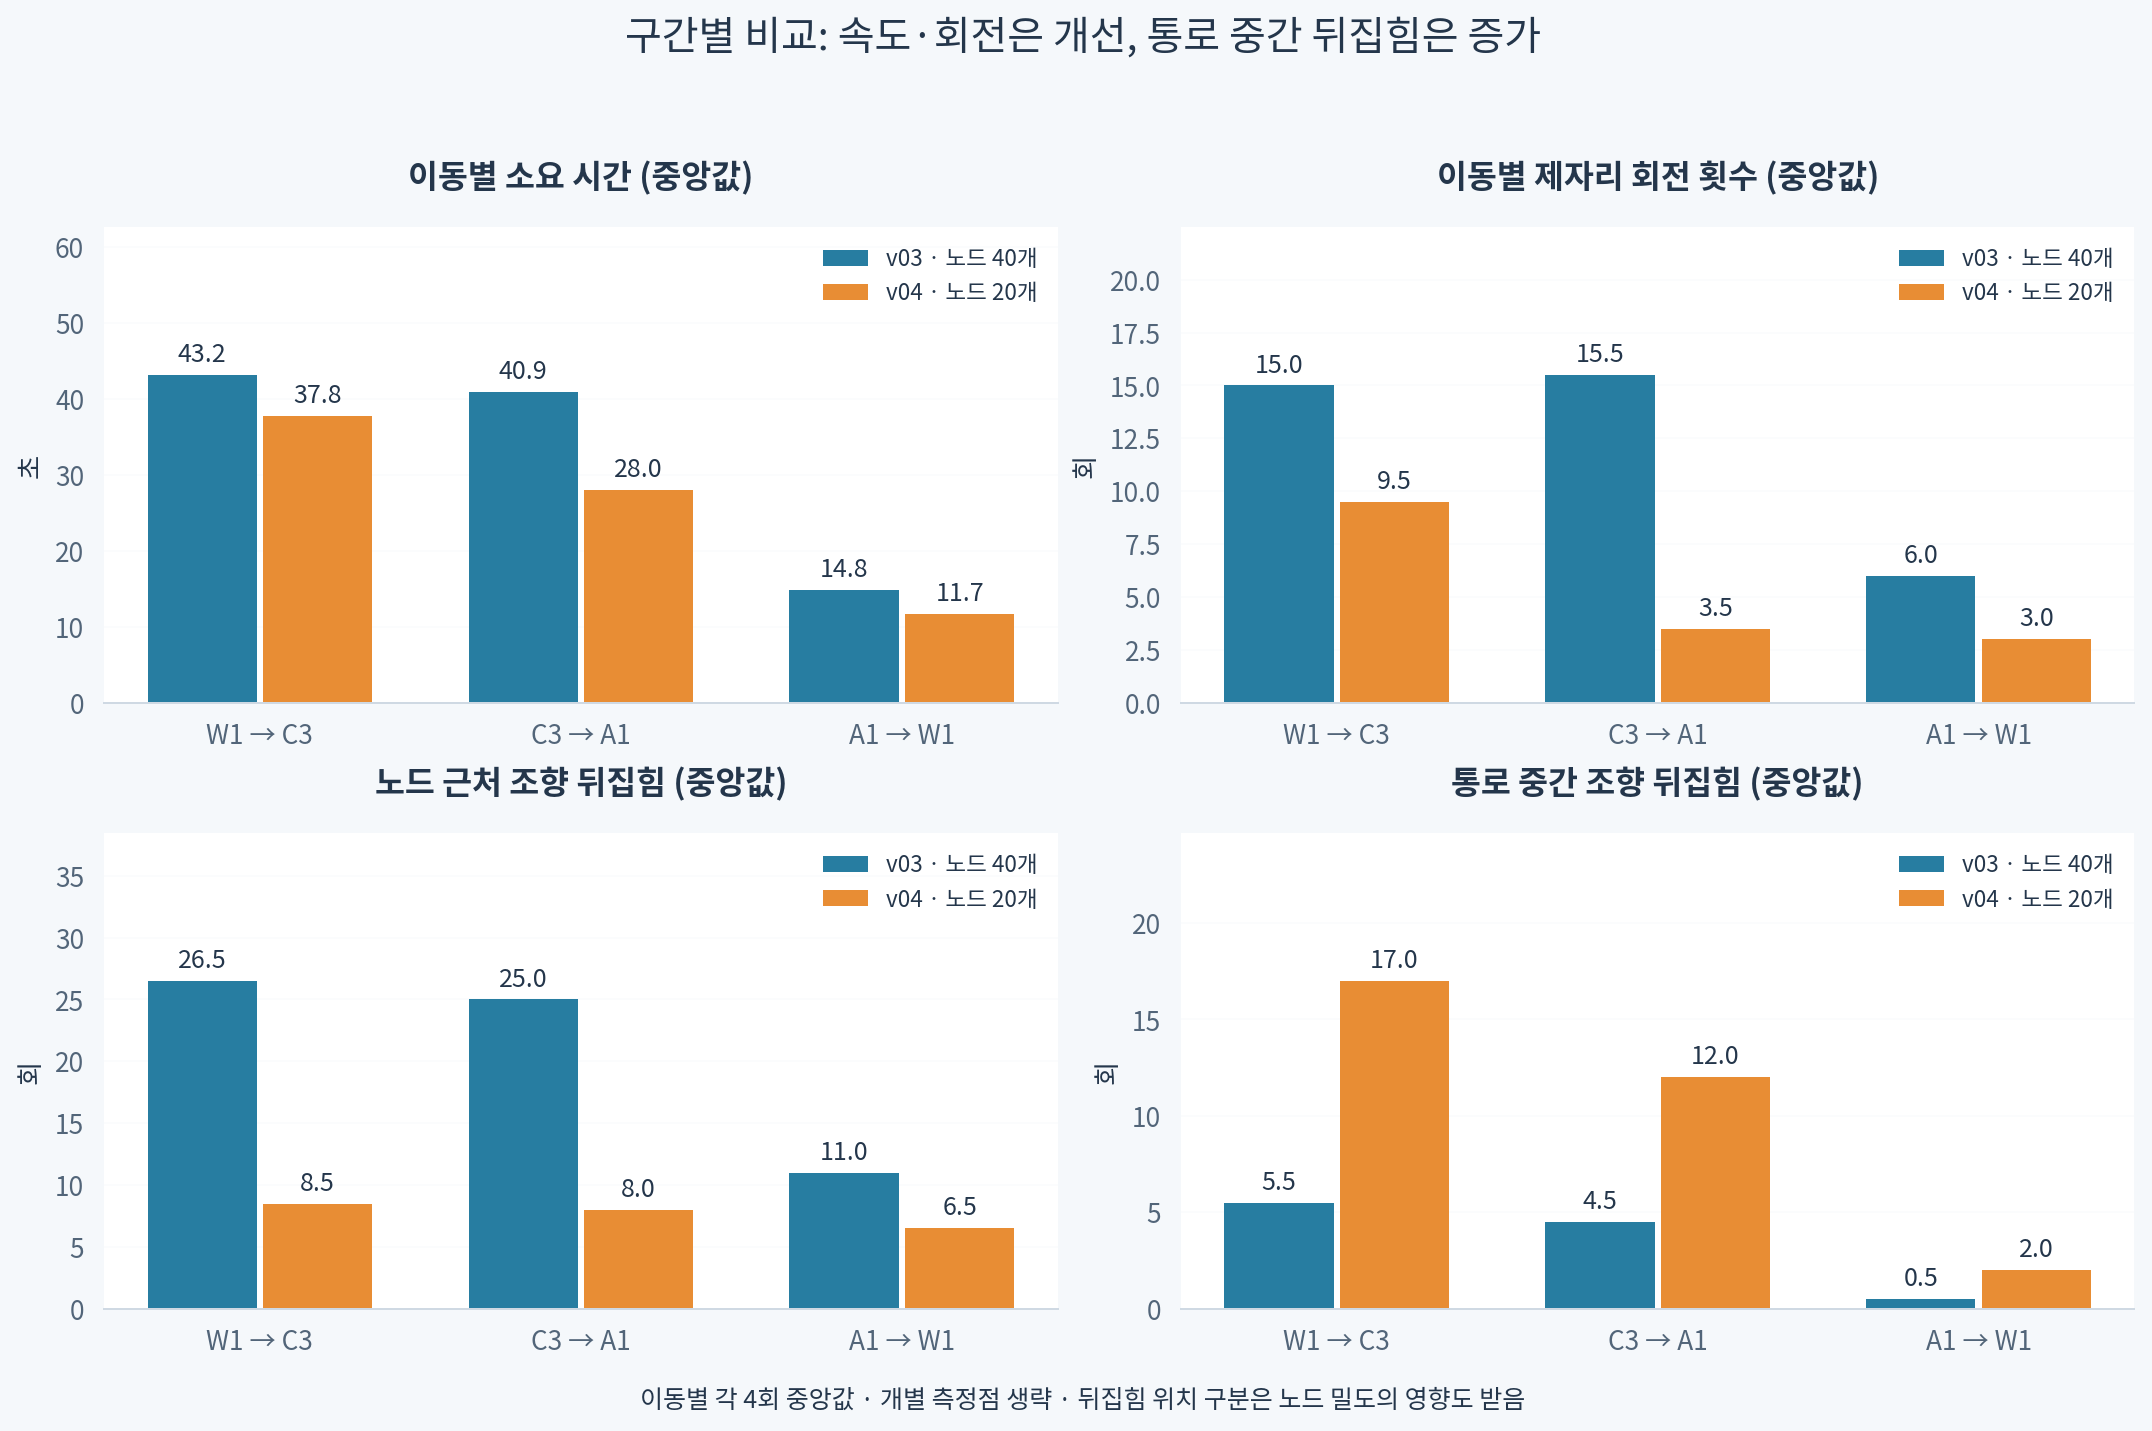 구간별 비교: 속도·회전은 개선, 통로 중간 뒤집힘은 증가
이동별 소요 시간 (중앙값)
60
50
40
30
20
10
0
초
v03 · 노드 40개
v04 · 노드 20개
43.2
37.8
40.9
28.0
14.8
11.7
W1 → C3
C3 → A1
A1 → W1
이동별 제자리 회전 횟수 (중앙값)
20.0
17.5
15.0
12.5
10.0
7.5
5.0
2.5
0.0
회
v03 · 노드 40개
v04 · 노드 20개
15.0
9.5
15.5
3.5
6.0
3.0
W1 → C3
C3 → A1
A1 → W1
노드 근처 조향 뒤집힘 (중앙값)
35
30
25
20
15
10
5
0
회
v03 · 노드 40개
v04 · 노드 20개
26.5
8.5
25.0
8.0
11.0
6.5
W1 → C3
C3 → A1
A1 → W1
통로 중간 조향 뒤집힘 (중앙값)
20
15
10
5
0
회
v03 · 노드 40개
v04 · 노드 20개
5.5
17.0
4.5
12.0
0.5
2.0
W1 → C3
C3 → A1
A1 → W1
이동별 각 4회 중앙값 · 개별 측정점 생략 · 뒤집힘 위치 구분은 노드 밀도의 영향도 받음